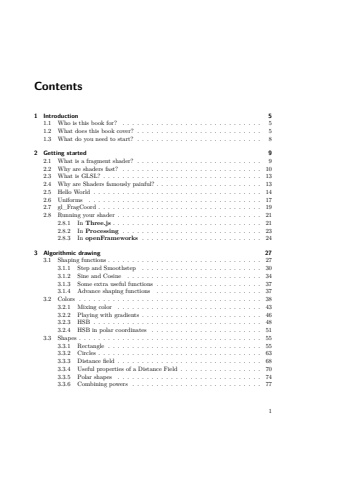 Contents
1 Introduction 5
1.1 Who is this book for? . . . . . . . . . . . . . . . . . . . . . . . . . . 5
1.2 What does this book cover? . . . . . . . . . . . . . . . . . . . . . . . 5
1.3 What do you need to start? . . . . . . . . . . . . . . . . . . . . . . . 8
2 Getting started 9
2.1 What is a fragment shader? . . . . . . . . . . . . . . . . . . . . . . . 9
2.2 Why are shaders fast? . . . . . . . . . . . . . . . . . . . . . . . . . . 10
2.3 What is GLSL? . . . . . . . . . . . . . . . . . . . . . . . . . . . . . 13
2.4 Why are Shaders famously painful? . . . . . . . . . . . . . . . . . . . 13
2.5 Hello World . . . . . . . . . . . . . . . . . . . . . . . . . . . . . . . 14
2.6 Uniforms . . . . . . . . . . . . . . . . . . . . . . . . . . . . . . . . 17
2.7 gl_FragCoord . . . . . . . . . . . . . . . . . . . . . . . . . . . . . . 19
2.8 Running your shader . . . . . . . . . . . . . . . . . . . . . . . . . . 21
2.8.1 In Three.js . . . . . . . . . . . . . . . . . . . . . . . . . . . . 21
2.8.2 In Processing . . . . . . . . . . . . . . . . . . . . . . . . . . . 23
2.8.3 In openFrameworks . . . . . . . . . . . . . . . . . . . . . . . . 24
3 Algorithmic drawing 27
3.1 Shaping functions . . . . . . . . . . . . . . . . . . . . . . . . . . . . 27
3.1.1 Step and Smoothstep . . . . . . . . . . . . . . . . . . . . . . . 30
3.1.2 Sine and Cosine . . . . . . . . . . . . . . . . . . . . . . . . . . 34
3.1.3 Some extra useful functions . . . . . . . . . . . . . . . . . . . . 37
3.1.4 Advance shaping functions . . . . . . . . . . . . . . . . . . . . 37
3.2 Colors . . . . . . . . . . . . . . . . . . . . . . . . . . . . . . . . . . 38
3.2.1 Mixing color . . . . . . . . . . . . . . . . . . . . . . . . . . . . 43
3.2.2 Playing with gradients . . . . . . . . . . . . . . . . . . . . . . . 46
3.2.3 HSB . . . . . . . . . . . . . . . . . . . . . . . . . . . . . . . . 48
3.2.4 HSB in polar coordinates . . . . . . . . . . . . . . . . . . . . . 51
3.3 Shapes . . . . . . . . . . . . . . . . . . . . . . . . . . . . . . . . . . 55
3.3.1 Rectangle . . . . . . . . . . . . . . . . . . . . . . . . . . . . . 55
3.3.2 Circles . . . . . . . . . . . . . . . . . . . . . . . . . . . . . . . 63
3.3.3 Distance field . . . . . . . . . . . . . . . . . . . . . . . . . . . 68
3.3.4 Useful properties of a Distance Field . . . . . . . . . . . . . . . . 70
3.3.5 Polar shapes . . . . . . . . . . . . . . . . . . . . . . . . . . . . 74
3.3.6 Combining powers . . . . . . . . . . . . . . . . . . . . . . . . . 77
1